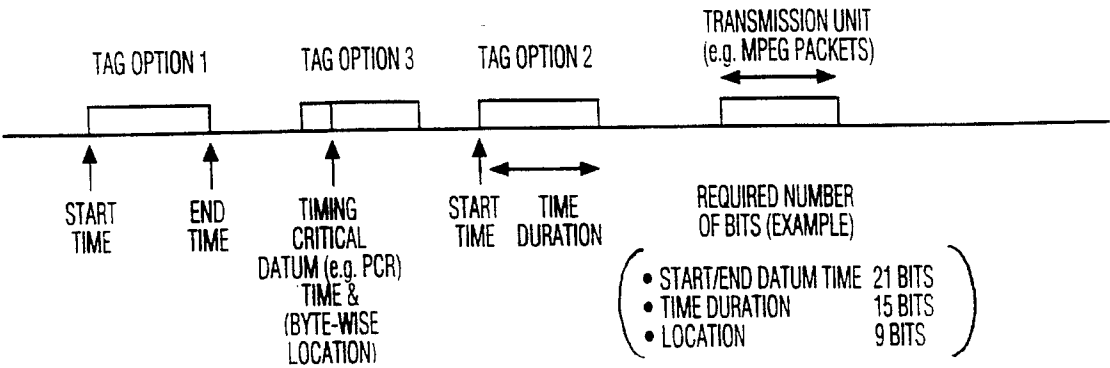 TRANSMISSION UNIT
(e.g. MPEG PACKETS)
TAG OPTION 1
TAG OPTION 3
TAG OPTION 2
START
TIME
END
TIME
TIMING
CRITICAL
DATUM (e.g. PCR)
TIME &
(BYTE-WISE
LOCATION)
START
TIME
TIME
DURATION
REQUIRED NUMBER
OF BITS (EXAMPLE)
• START/END DATUM TIME 21 BITS
• TIME DURATION 15 BITS
• LOCATION 9 BITS